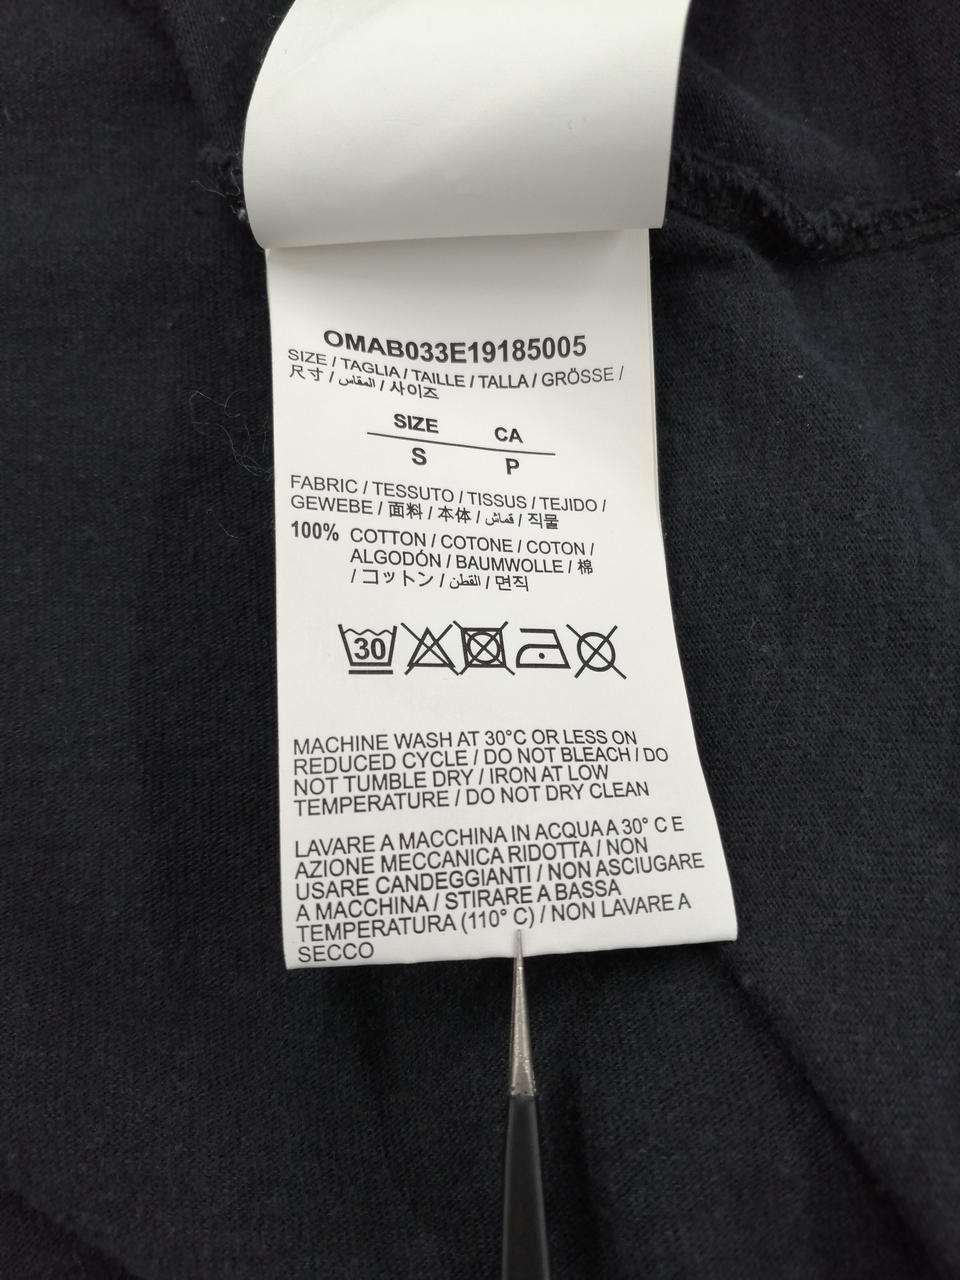 OMAB033E19185005
SIZE / TAGLIA / TAILLE / TALLA / GRÖSSE /
尺寸 / المقاس / 사이즈
SIZE CA
S P
FABRIC / TESSUTO / TISSUS / TEJIDO /
GEWEBE / 面料 / 本体 / قماش / 직물
100% COTTON / COTONE / COTON /
ALGODÓN / BAUMWOLLE / 棉
/ コットン / القطن / 면직
30
MACHINE WASH AT 30°C OR LESS ON
REDUCED CYCLE / DO NOT BLEACH / DO
NOT TUMBLE DRY / IRON AT LOW
TEMPERATURE / DO NOT DRY CLEAN
LAVARE A MACCHINA IN ACQUA A 30° C E
AZIONE MECCANICA RIDOTTA / NON
USARE CANDEGGIANTI / NON ASCIUGARE
A MACCHINA / STIRARE A BASSA
TEMPERATURA (110° C) / NON LAVARE A
SECCO